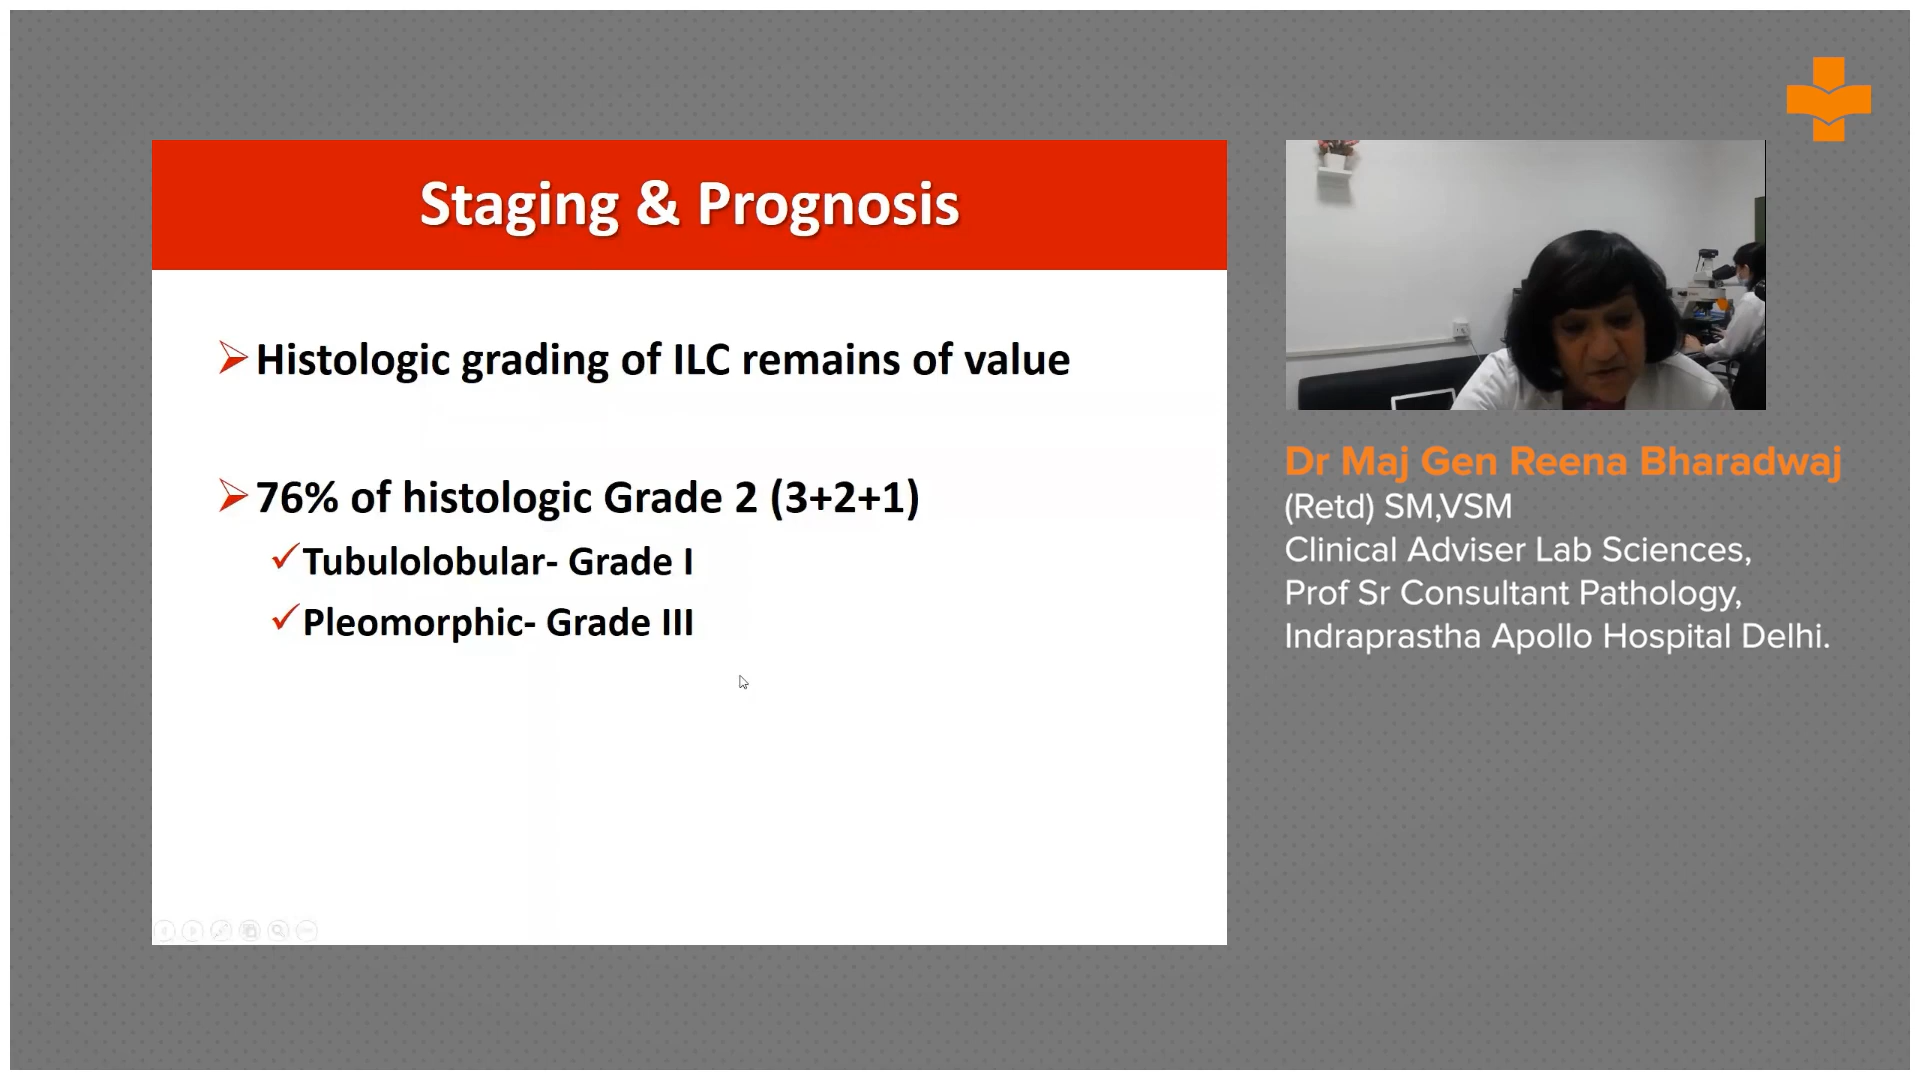 Staging & Prognosis
Histologic grading of ILC remains of value
76% of histologic Grade 2 (3+2+1)
Tubulolobular- Grade I
Pleomorphic- Grade III
Dr Maj Gen Reena Bharadwaj
(Retd) SM,VSM
Clinical Adviser Lab Sciences,
Prof Sr Consultant Pathology,
Indraprastha Apollo Hospital Delhi.